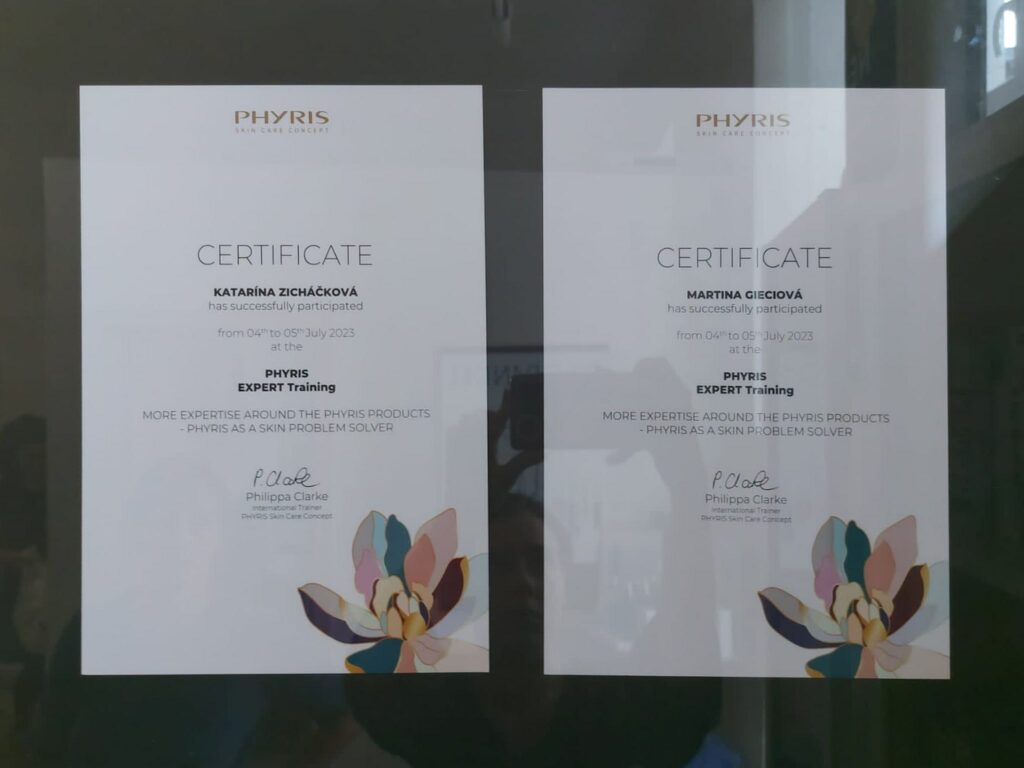 PHYRIS
SKIN CARE CONCEPT
CERTIFICATE
KATARÍNA ZICHÁČKOVÁ
has successfully participated
from 04th to 05th July 2023
at the
PHYRIS
EXPERT Training
MORE EXPERTISE AROUND THE PHYRIS PRODUCTS
- PHYRIS AS A SKIN PROBLEM SOLVER
P. Clarke
Philippa Clarke
International Trainer
PHYRIS Skin Care Concept
PHYRIS
SKIN CARE CONCEPT
CERTIFICATE
MARTINA GIECIOVÁ
has successfully participated
from 04th to 05th July 2023
at the
PHYRIS
EXPERT Training
MORE EXPERTISE AROUND THE PHYRIS PRODUCTS
- PHYRIS AS A SKIN PROBLEM SOLVER
P. Clarke
Philippa Clarke
International Trainer
PHYRIS Skin Care Concept